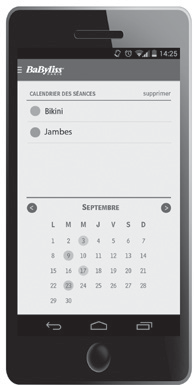 14:25
BaByliss
PARIS
CALENDRIER DES SÉANCES supprimer
Bikini
Jambes
SEPTEMBRE
L M M J V S D
1 2 3 4 5 6 7
8 9 10 11 12 13 14
15 16 17 18 19 20 21
22 23 24 25 26 27 28
29 30